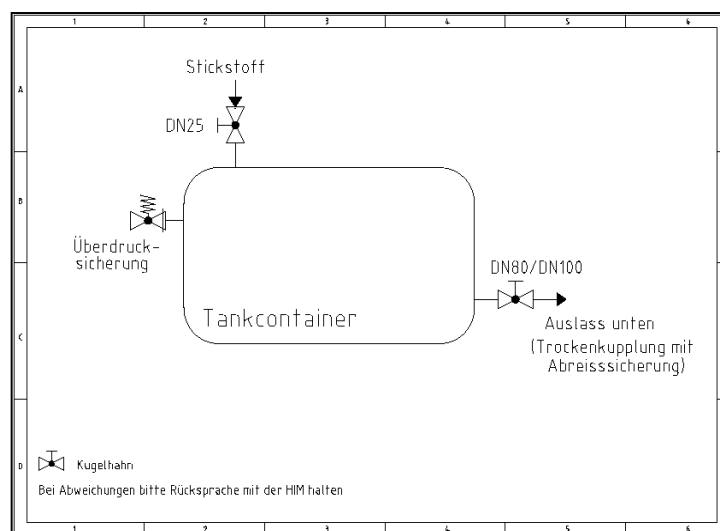 1 2 3 4 5 6
A
Stickstoff
DN25
B
Überdruck-
sicherung
DN80/DN100
C
Tankcontainer
Auslass unten
(Trockenkupplung mit
Abreisssicherung)
D
Kugelhahn
Bei Abweichungen bitte Rücksprache mit der HIM halten
1 2 3 4 5 6